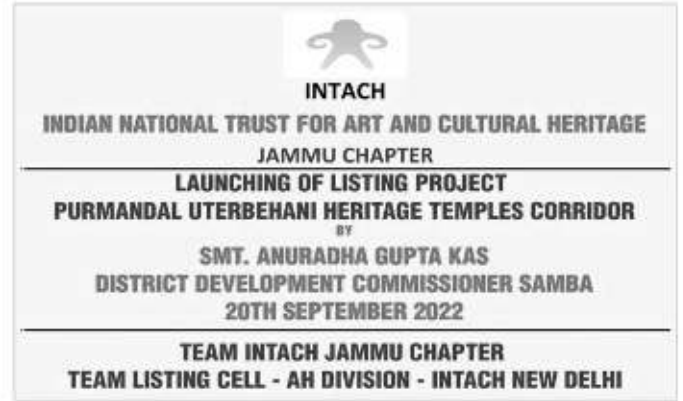 INTACH
INDIAN NATIONAL TRUST FOR ART AND CULTURAL HERITAGE
JAMMU CHAPTER
LAUNCHING OF LISTING PROJECT
PURMANDAL UTERBEHANI HERITAGE TEMPLES CORRIDOR
BY
SMT. ANURADHA GUPTA KAS
DISTRICT DEVELOPMENT COMMISSIONER SAMBA
20TH SEPTEMBER 2022
TEAM INTACH JAMMU CHAPTER
TEAM LISTING CELL - AH DIVISION - INTACH NEW DELHI